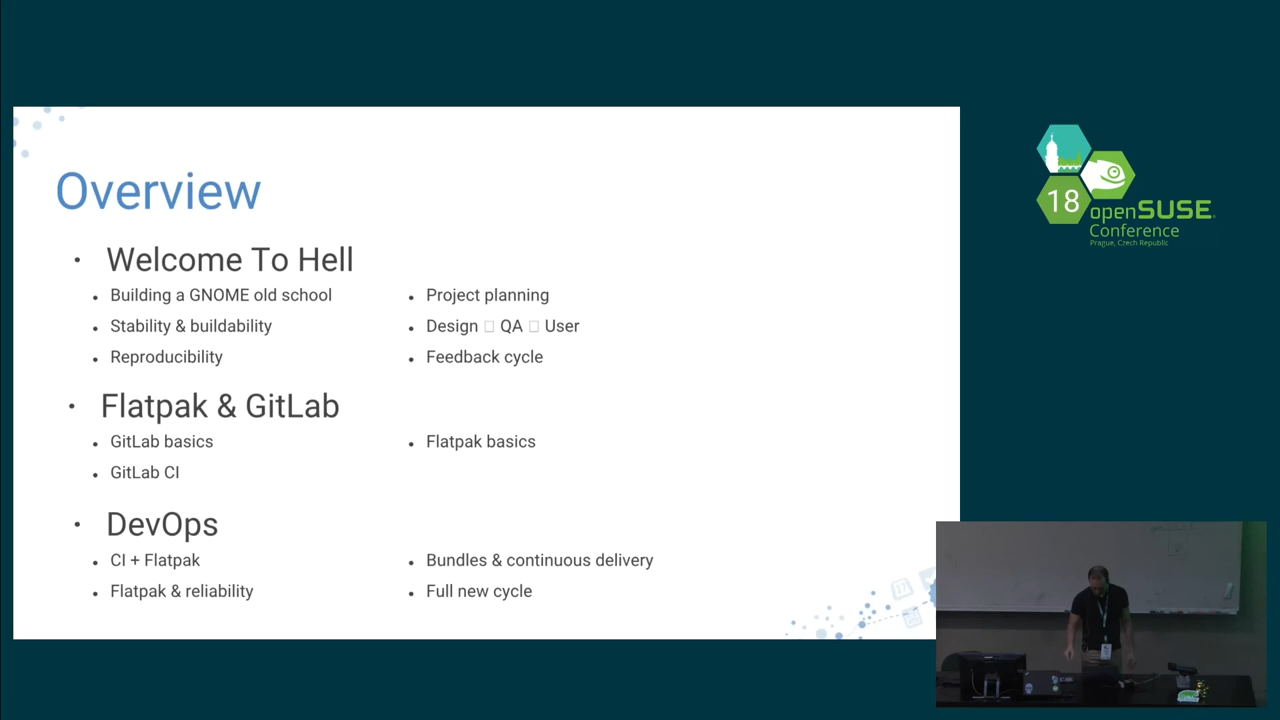 Overview
• Welcome To Hell
• Building a GNOME old school
• Stability & buildability
• Reproducibility
• Project planning
• Design □ QA □ User
• Feedback cycle
• Flatpak & GitLab
• GitLab basics
• GitLab CI
• Flatpak basics
• DevOps
• CI + Flatpak
• Flatpak & reliability
• Bundles & continuous delivery
• Full new cycle
18
openSUSE
Conference
Prague, Czech Republic